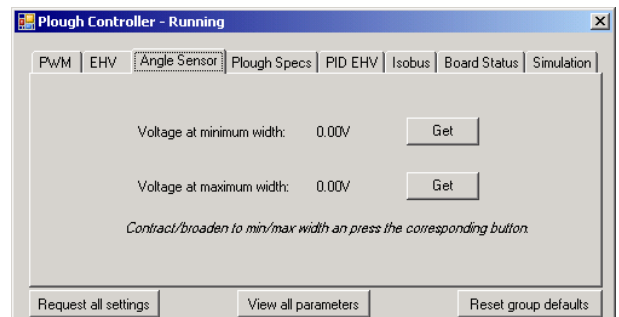 Plough Controller - Running
PWM EHV Angle Sensor Plough Specs PID EHV Isobus Board Status Simulation
Voltage at minimum width: 0.00V Get
Voltage at maximum width: 0.00V Get
Contract/broaden to min/max width an press the corresponding button.
Request all settings View all parameters Reset group defaults